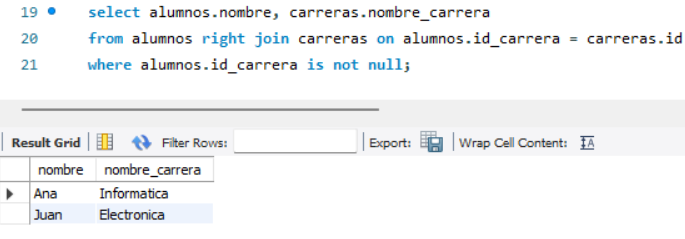 19 select alumnos.nombre, carreras.nombre_carrera
20 from alumnos right join carreras on alumnos.id_carrera = carreras.id
21 where alumnos.id_carrera is not null;
Result Grid Filter Rows: Export: Wrap Cell Content: IA
nombre nombre_carrera
Ana Informatica
Juan Electronica